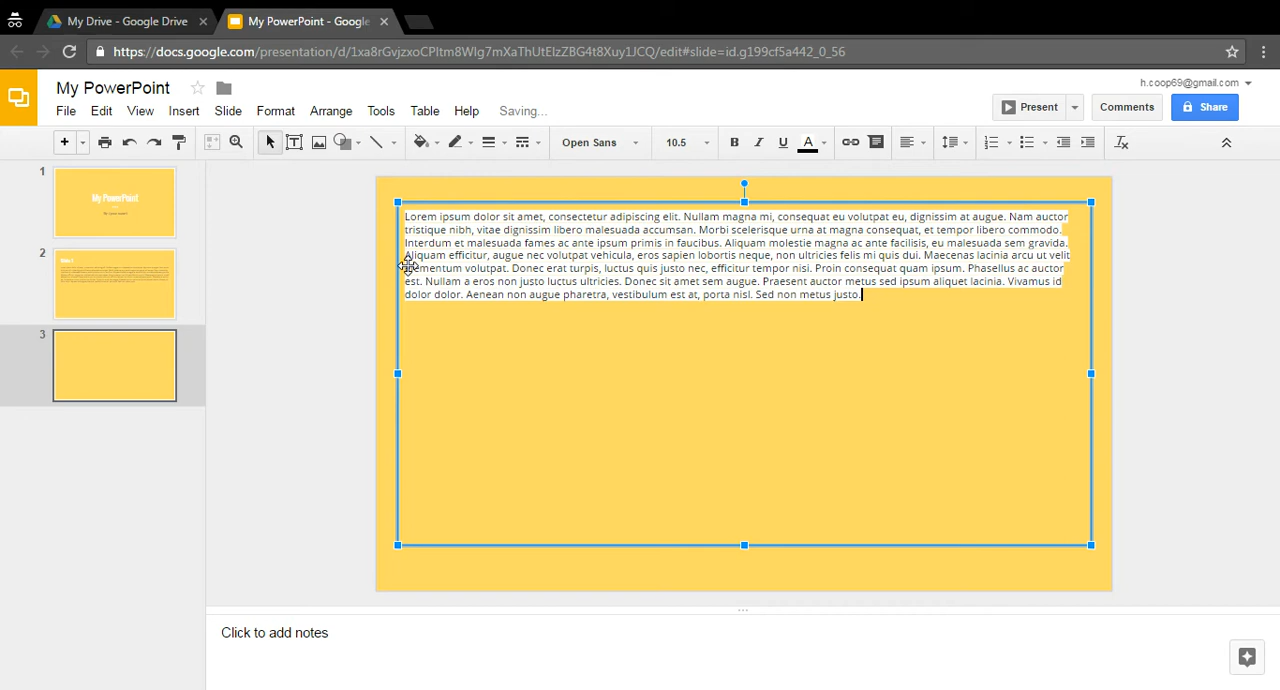 My Drive - Google Drive
My PowerPoint - Google
https://docs.google.com/presentation/d/1xa8rGvjzxoCPltm8Wlg7mXaThUtElzZBG4t8Xuy1JCQ/edit#slide=id.g199cf5a442_0_56
My PowerPoint
h.coop69@gmail.com
File Edit View Insert Slide Format Arrange Tools Table Help Saving...
Present Comments Share
Open Sans 10.5 B I U A
1
My PowerPoint
2
Slide 1
3
Lorem ipsum dolor sit amet, consectetur adipiscing elit. Nullam magna mi, consequat eu volutpat eu, dignissim at augue. Nam auctor
tristique nibh, vitae dignissim libero malesuada accumsan. Morbi scelerisque urna at magna consequat, et tempor libero commodo.
Interdum et malesuada fames ac ante ipsum primis in faucibus. Aliquam molestie magna ac ante facilisis, eu malesuada sem gravida.
Aliquam efficitur, augue nec volutpat vehicula, eros sapien lobortis neque, non ultricies felis mi quis dui. Maecenas lacinia arcu ut velit
elementum volutpat. Donec erat turpis, luctus quis justo nec, efficitur tempor nisi. Proin consequat quam ipsum. Phasellus ac auctor
est. Nullam a eros non justo luctus ultricies. Donec sit amet sem augue. Praesent auctor metus sed ipsum aliquet lacinia. Vivamus id
dolor dolor. Aenean non augue pharetra, vestibulum est at, porta nisl. Sed non metus justo.
Click to add notes